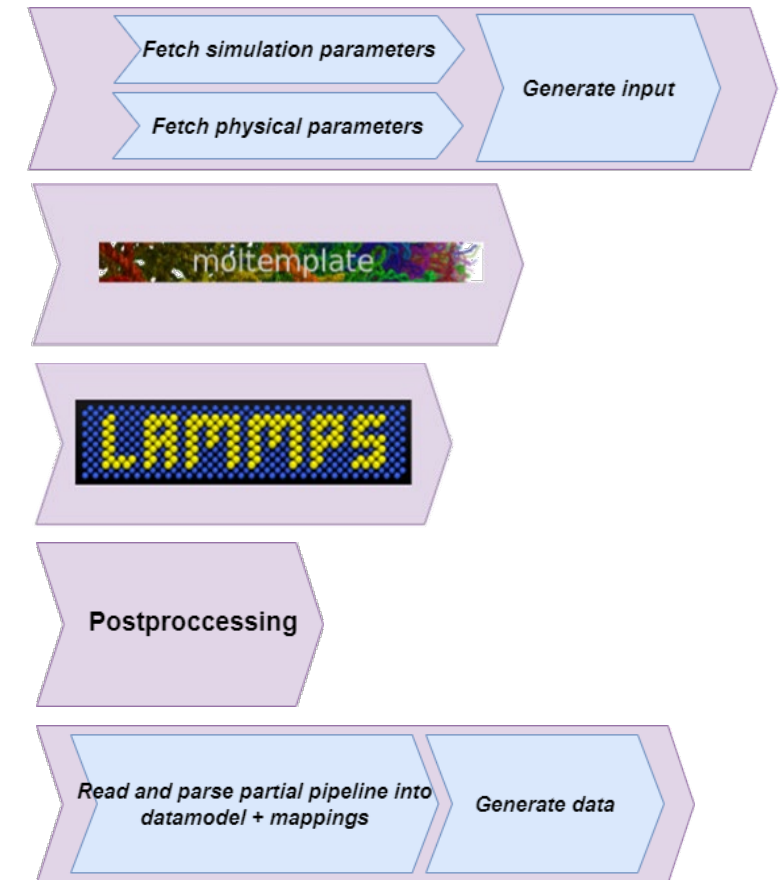 Fetch simulation parameters
Fetch physical parameters
Generate input
moltemplate
LAMMPS
Postproccessing
Read and parse partial pipeline into
datamodel + mappings
Generate data